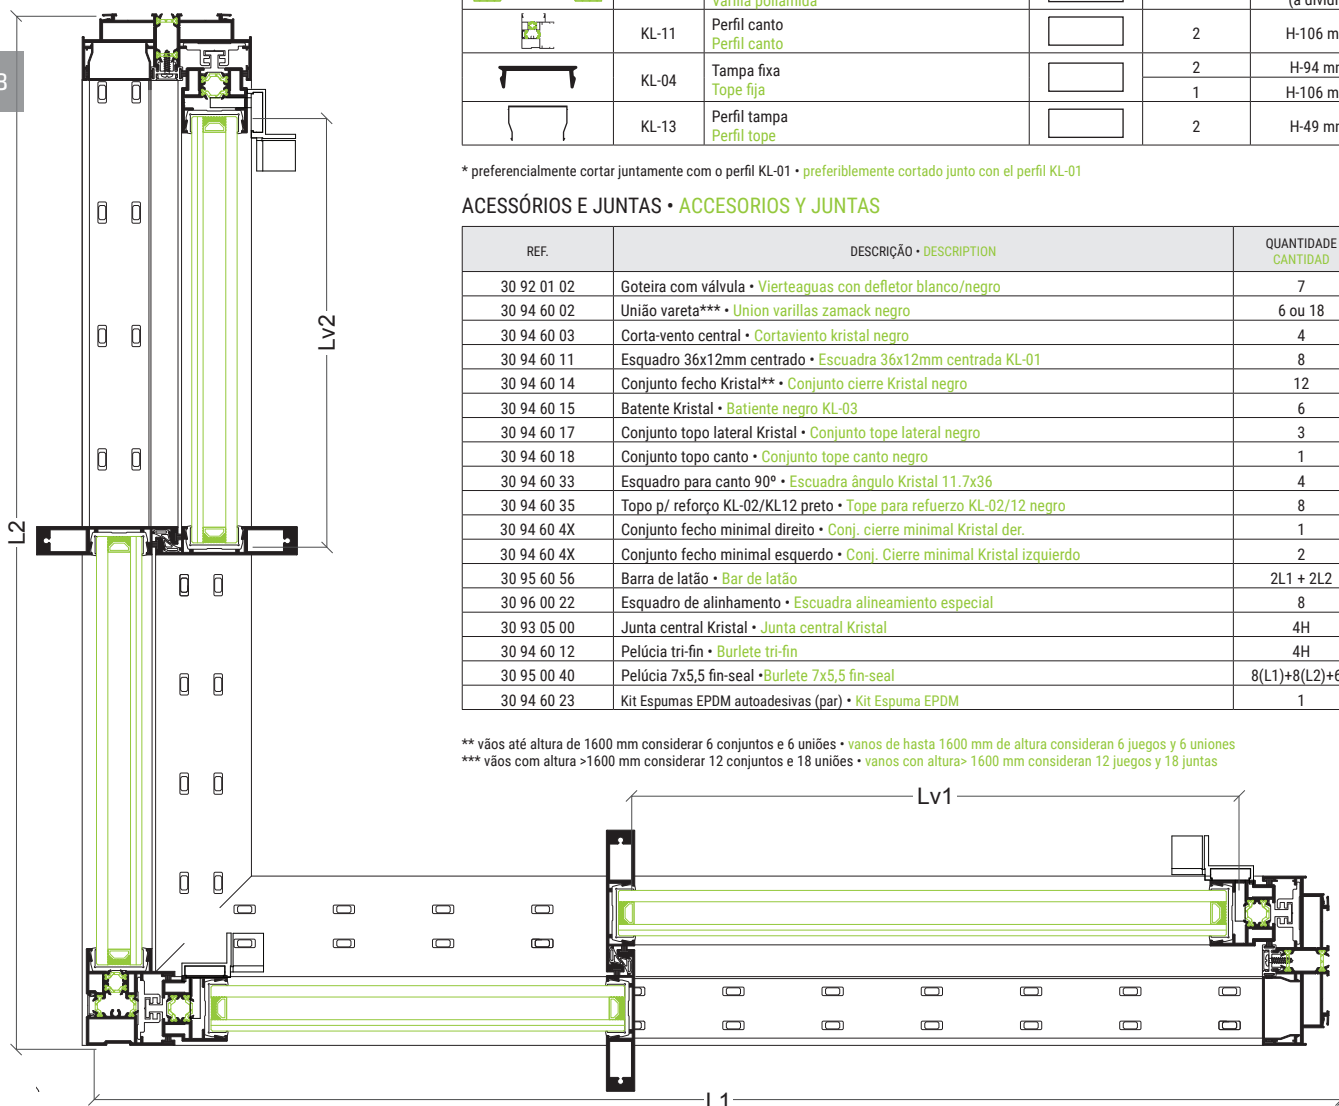 Varilla poliamida
(a dividi
KL-11 Perfil canto 2 H-106 m
Perfil canto
KL-04 Tampa fixa 2 H-94 mm
Tope fija 1 H-106 m
KL-13 Perfil tampa 2 H-49 mm
Perfil tope
* preferencialmente cortar juntamente com o perfil KL-01 • preferiblemente cortado junto con el perfil KL-01
ACESSÓRIOS E JUNTAS • ACCESORIOS Y JUNTAS
REF. DESCRIÇÃO • DESCRIPTION QUANTIDADE
CANTIDAD
30 92 01 02 Goteira com válvula • Vierteaguas con defletor blanco/negro 7
30 94 60 02 União vareta*** • Union varillas zamack negro 6 ou 18
30 94 60 03 Corta-vento central • Cortaviento kristal negro 4
30 94 60 11 Esquadro 36x12mm centrado • Escuadra 36x12mm centrada KL-01 8
30 94 60 14 Conjunto fecho Kristal** • Conjunto cierre Kristal negro 12
30 94 60 15 Batente Kristal • Batiente negro KL-03 6
30 94 60 17 Conjunto topo lateral Kristal • Conjunto tope lateral negro 3
30 94 60 18 Conjunto topo canto • Conjunto tope canto negro 1
30 94 60 33 Esquadro para canto 90º • Escuadra ângulo Kristal 11.7x36 4
30 94 60 35 Topo p/ reforço KL-02/KL12 preto • Tope para refuerzo KL-02/12 negro 8
30 94 60 4X Conjunto fecho minimal direito • Conj. cierre minimal Kristal der. 1
30 94 60 4X Conjunto fecho minimal esquerdo • Conj. Cierre minimal Kristal izquierdo 2
30 95 60 56 Barra de latão • Bar de latão 2L1 + 2L2
30 96 00 22 Esquadro de alinhamento • Escuadra alineamiento especial 8
30 93 05 00 Junta central Kristal • Junta central Kristal 4H
30 94 60 12 Pelúcia tri-fin • Burlete tri-fin 4H
30 95 00 40 Pelúcia 7x5,5 fin-seal •Burlete 7x5,5 fin-seal 8(L1)+8(L2)+6
30 94 60 23 Kit Espumas EPDM autoadesivas (par) • Kit Espuma EPDM 1
** vãos até altura de 1600 mm considerar 6 conjuntos e 6 uniões • vanos de hasta 1600 mm de altura consideran 6 juegos y 6 uniones
*** vãos com altura >1600 mm considerar 12 conjuntos e 18 uniões • vanos con altura> 1600 mm consideran 12 juegos y 18 juntas
Lv2
L2
Lv1
L1